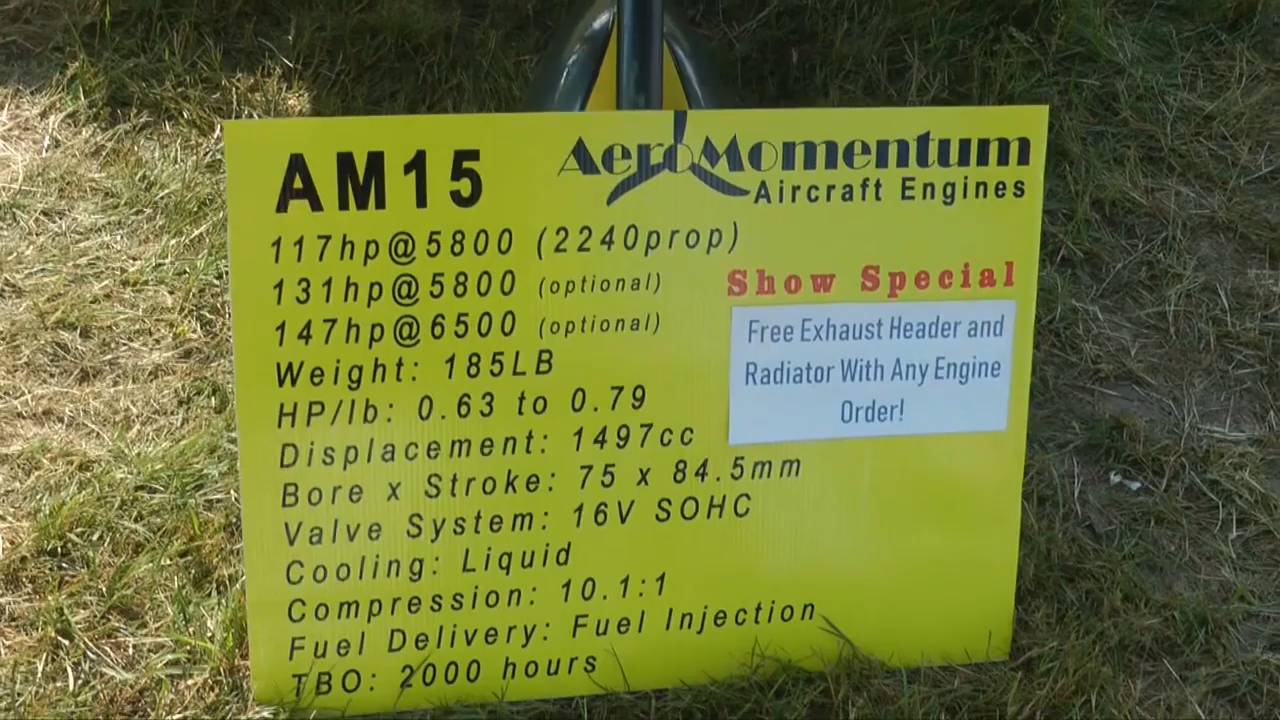 AM15
AeroMomentum
Aircraft Engines
117hp@5800 (2240prop)
131hp@5800 (optional)
147hp@6500 (optional)
Show Special
Free Exhaust Header and
Radiator With Any Engine
Order!
Weight: 185LB
HP/lb: 0.63 to 0.79
Displacement: 1497cc
Bore x Stroke: 75 x 84.5mm
Valve System: 16V SOHC
Cooling: Liquid
Compression: 10.1:1
Fuel Delivery: Fuel Injection
TBO: 2000 hours